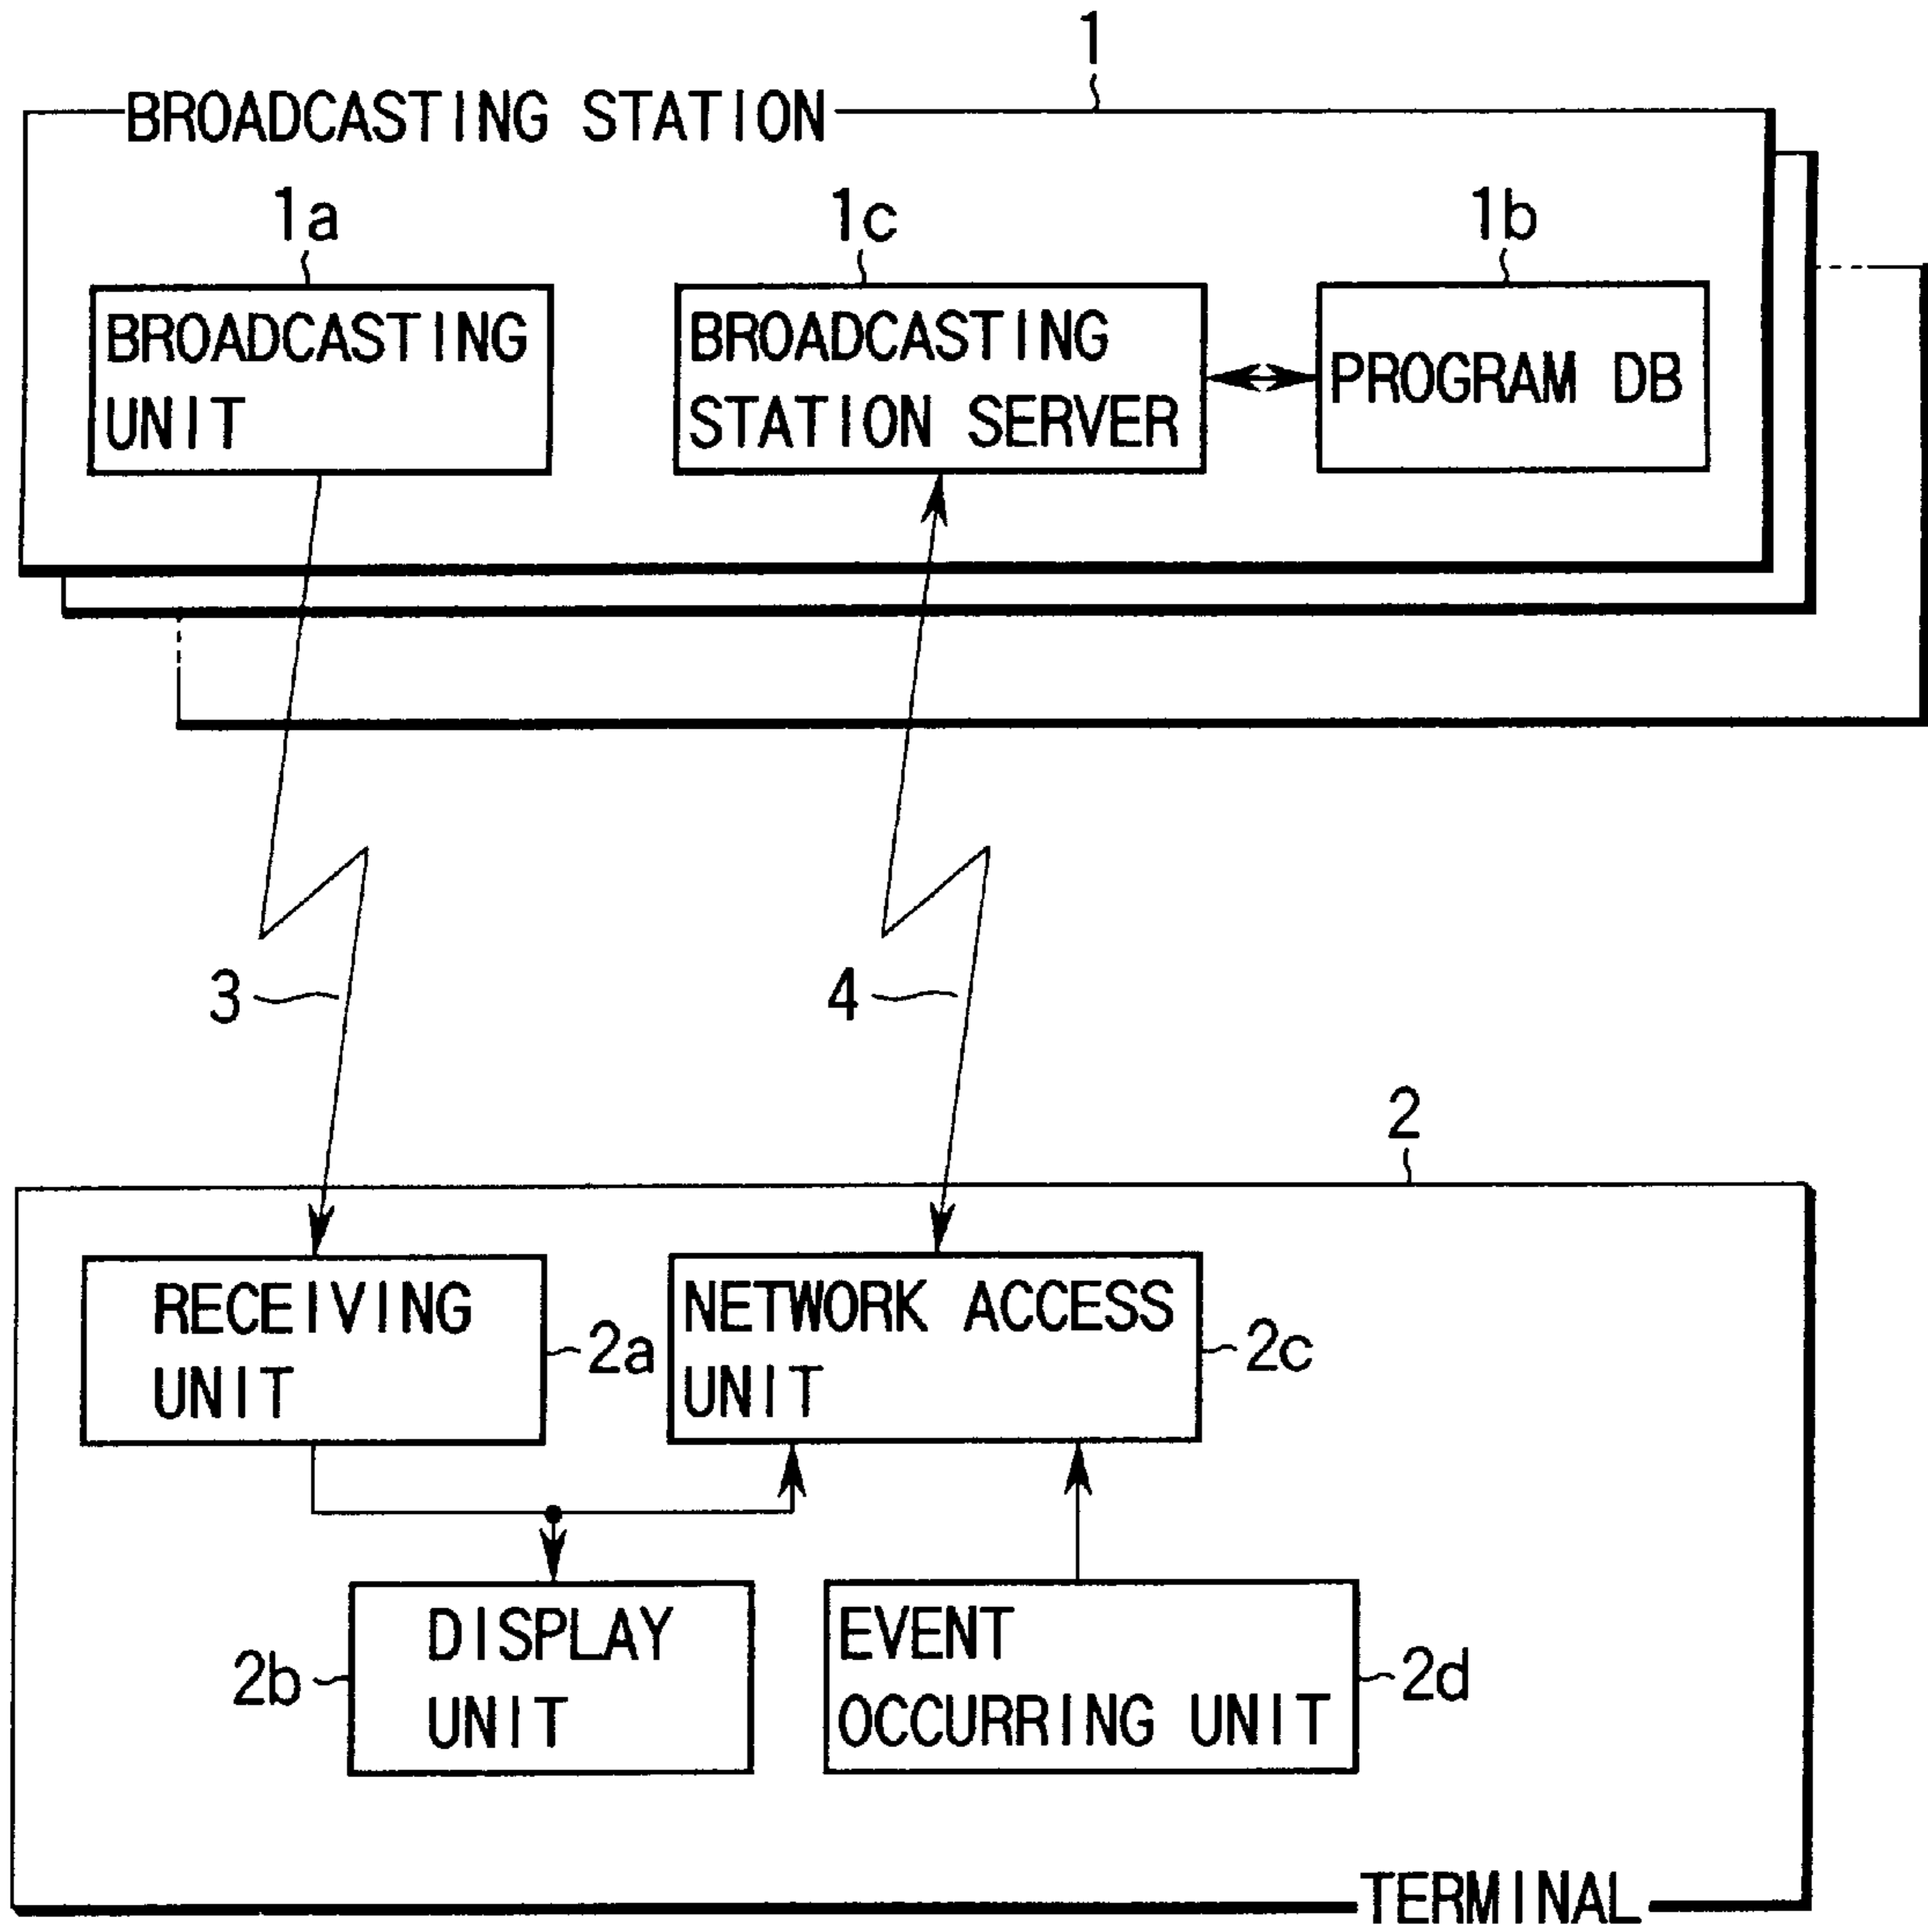 1
BROADCASTING STATION
1a
1c
1b
BROADCASTING
UNIT
BROADCASTING
STATION SERVER
PROGRAM DB
3
4
2
RECEIVING
UNIT
2a
NETWORK ACCESS
UNIT
2c
DISPLAY
UNIT
2b
EVENT
OCCURRING UNIT
2d
TERMINAL